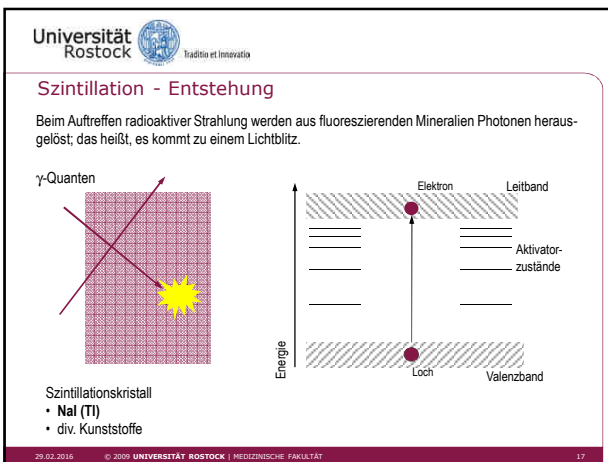 Universität
Rostock
Traditio et Innovatio
Szintillation - Entstehung
Beim Auftreffen radioaktiver Strahlung werden aus fluoreszierenden Mineralien Photonen heraus-
gelöst; das heißt, es kommt zu einem Lichtblitz.
γ-Quanten
Szintillationskristall
• NaI (Tl)
• div. Kunststoffe
Energie
Elektron
Leitband
Aktivator-
zustände
Loch
Valenzband
29.02.2016 © 2009 UNIVERSITÄT ROSTOCK | MEDIZINISCHE FAKULTÄT 17